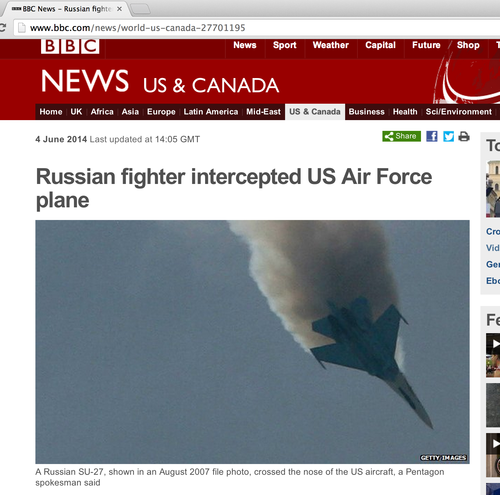 BBC News - Russian fighte
www.bbc.com/news/world-us-canada-27701195
BBC News Sport Weather Capital Future Shop
NEWS US & CANADA
Home UK Africa Asia Europe Latin America Mid-East US & Canada Business Health Sci/Environment
4 June 2014 Last updated at 14:05 GMT
Share
Russian fighter intercepted US Air Force
plane
GETTY IMAGES
A Russian SU-27, shown in an August 2007 file photo, crossed the nose of the US aircraft, a Pentagon
spokesman said
To
Cro
Vid
Ger
Ebo
Fe